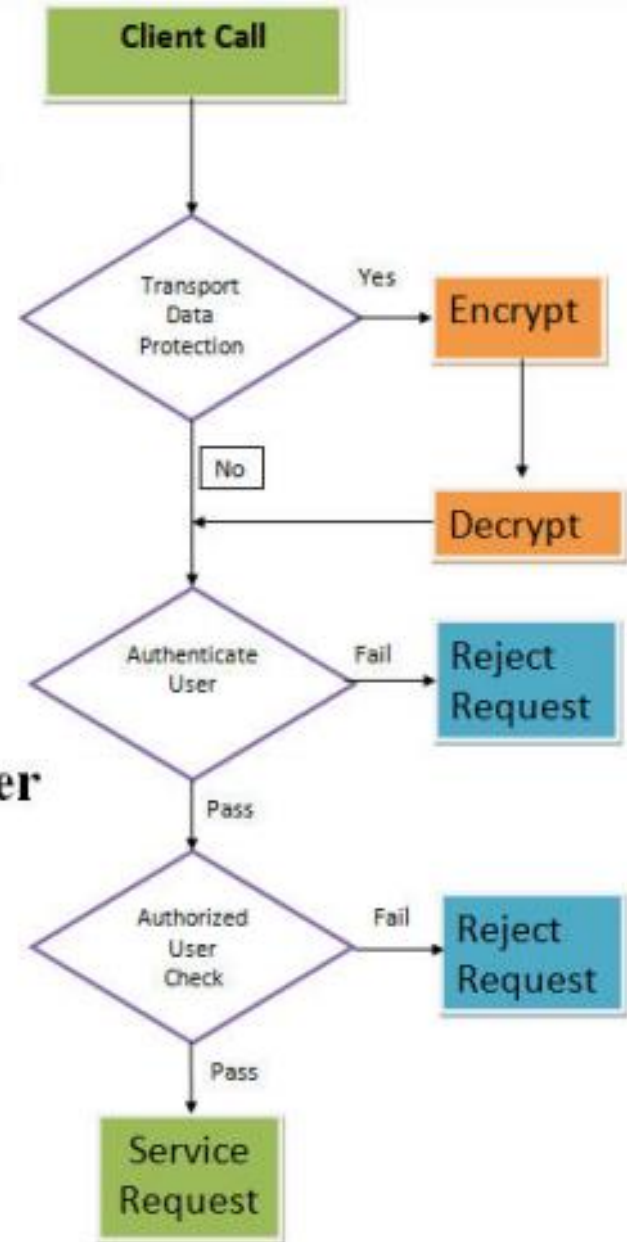 Client Call
Transport
Data
Protection
Yes
Encrypt
No
Decrypt
Authenticate
User
Fail
Reject
Request
er
Pass
Authorized
User
Check
Fail
Reject
Request
Pass
Service
Request